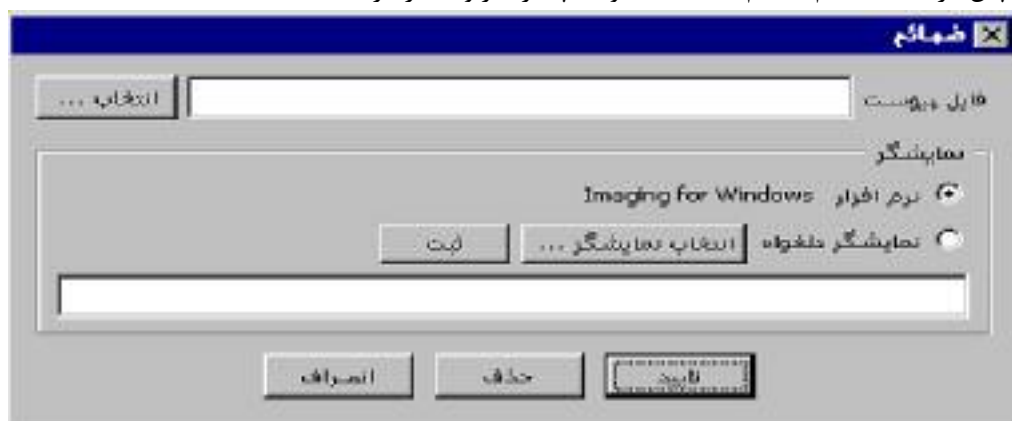 ضمائم
فایل پیوست انتخاب ...
نمایشگر
نرم افزار Imaging for Windows
نمایشگر دلخواه انتخاب نمایشگر ... ثبت
تایید حذف انصراف